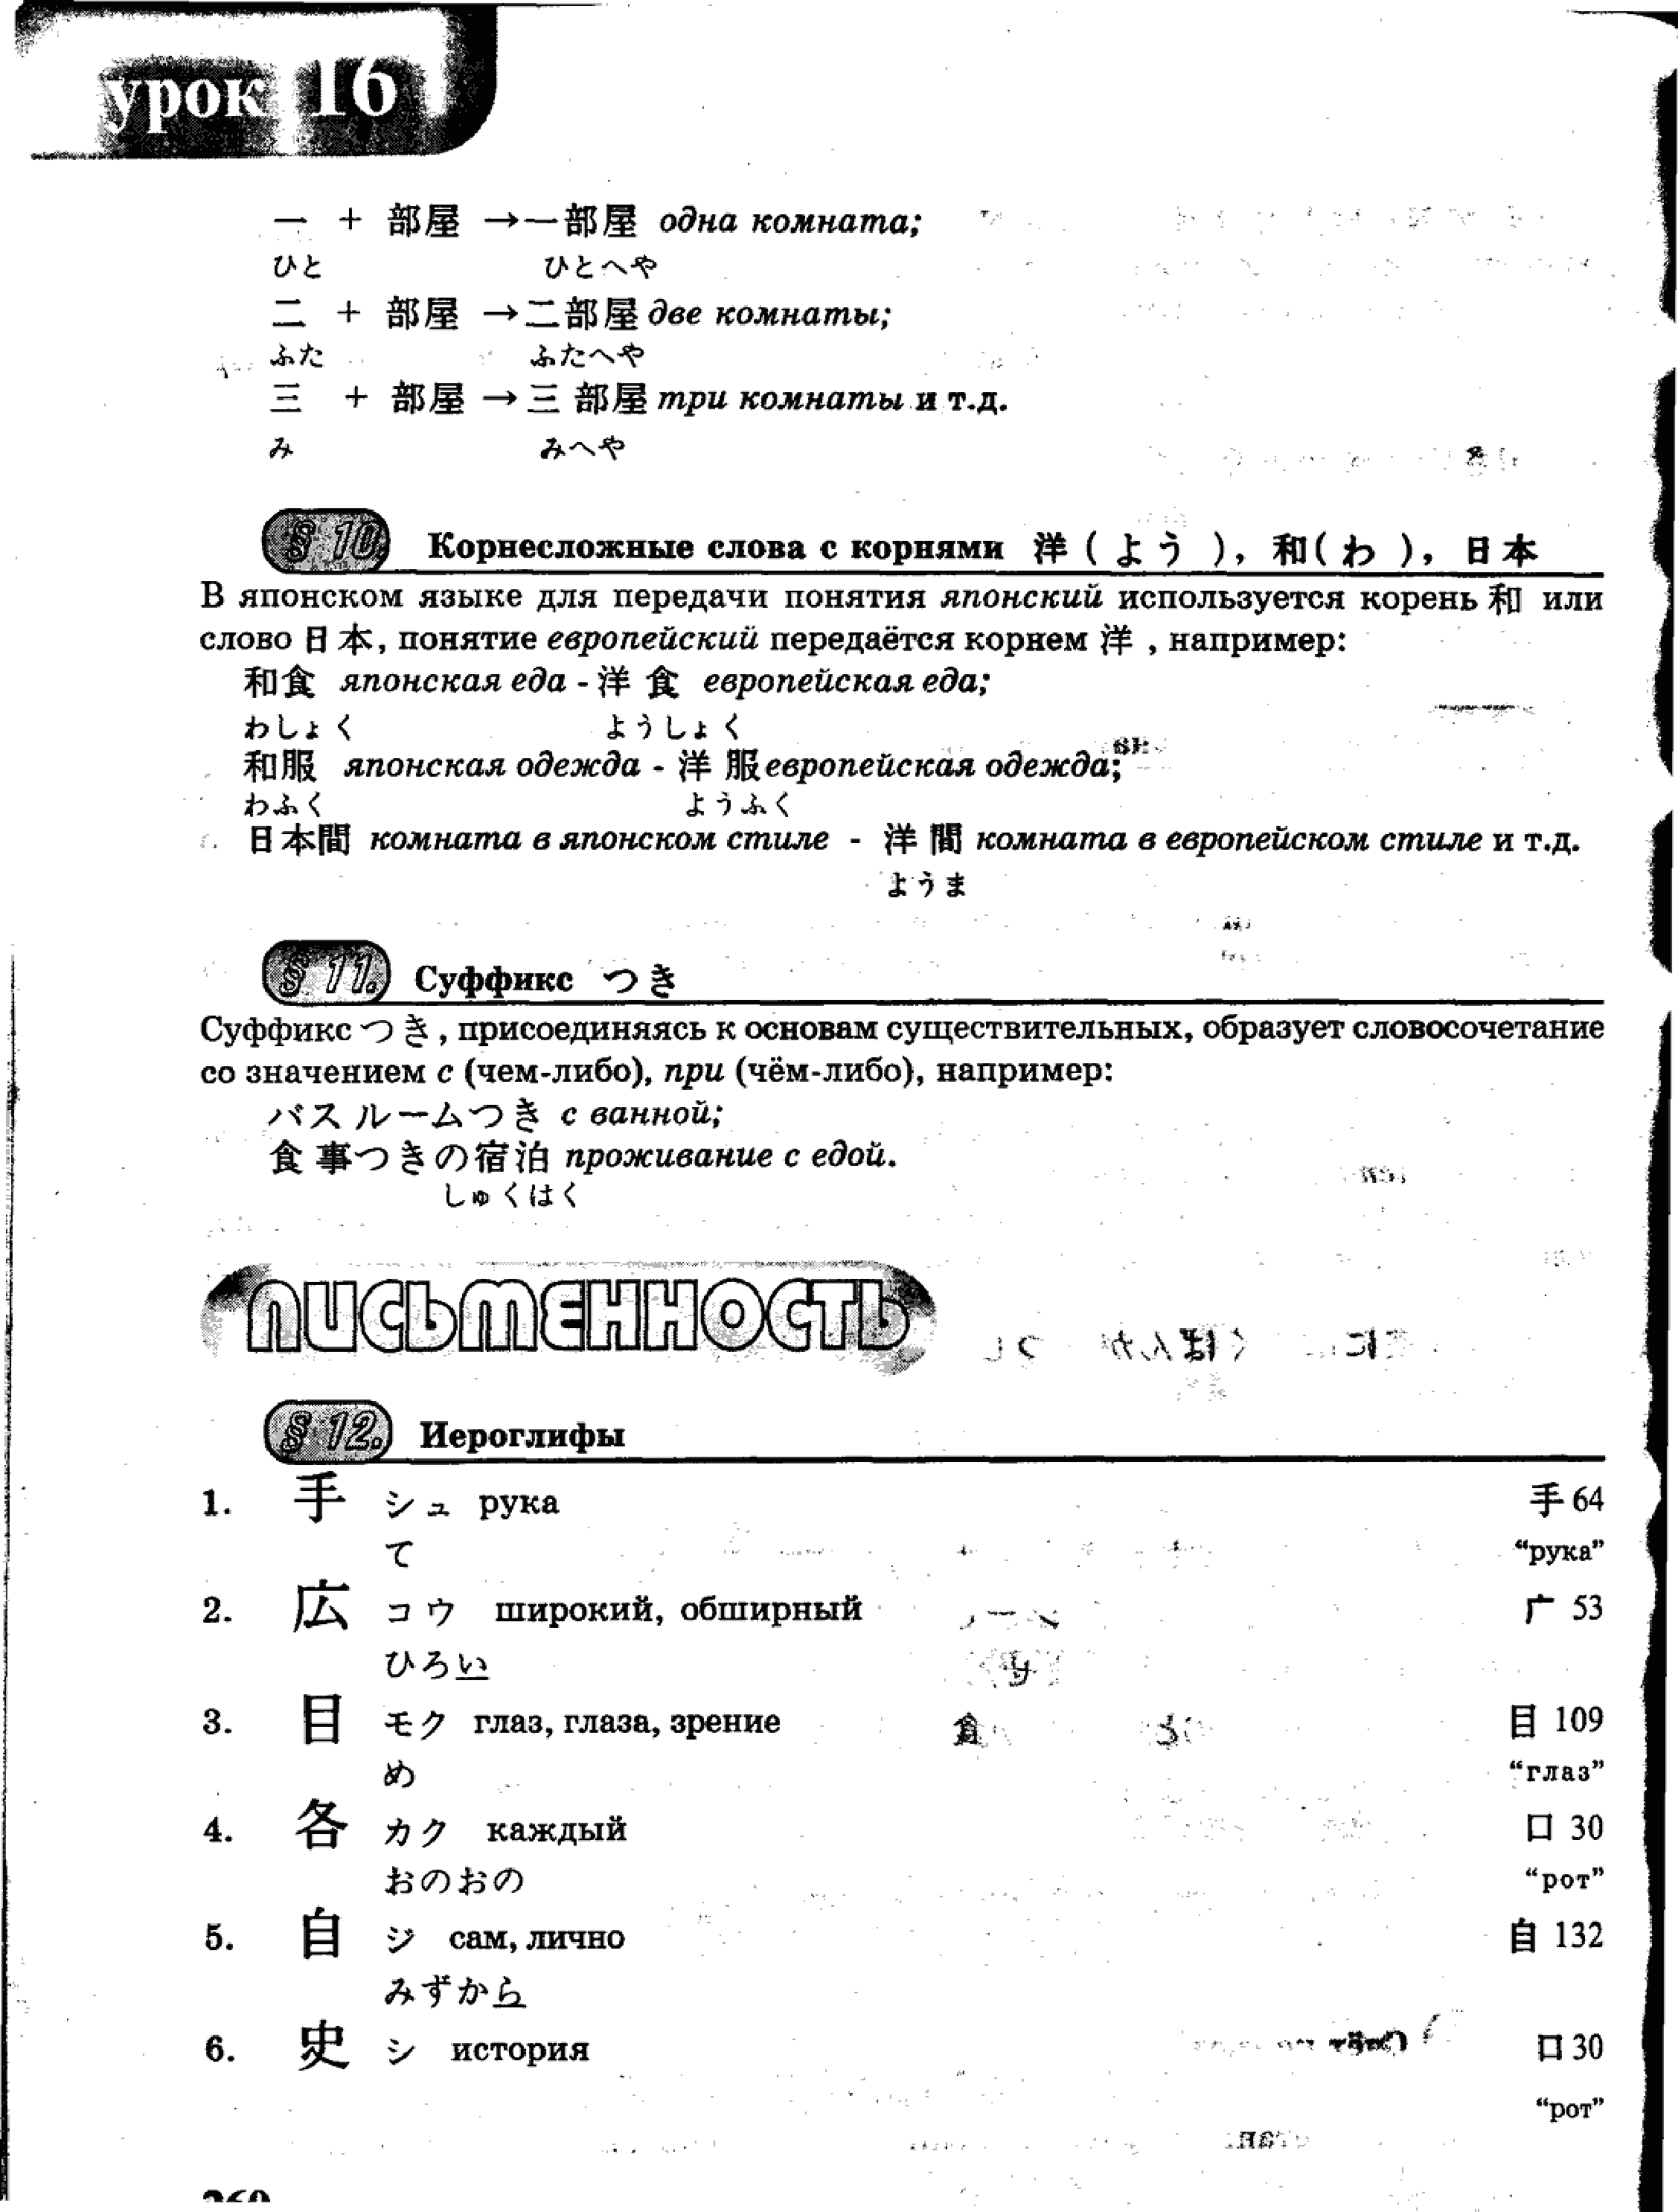 урок 16
一 + 部屋 →一部屋 одна комната;
ひと ひとへや
二 + 部屋 →二部屋 две комнаты;
ふた ふたへや
三 + 部屋 →三 部屋 три комнаты и т.д.
み みへや
§ 10. Корнесложные слова с корнями 洋 ( よう ), 和( わ ), 日本
В японском языке для передачи понятия японский используется корень 和 или
слово 日本, понятие европейский передаётся корнем 洋 , например:
和食 японская еда - 洋 食 европейская еда;
わしょく ようしょく
和服 японская одежда - 洋 服 европейская одежда;
わふく ようふく
日本間 комната в японском стиле - 洋 間 комната в европейском стиле и т.д.
ようま
§ 11. Суффикс つき
Суффикс つき, присоединяясь к основам существительных, образует словосочетание
со значением с (чем-либо), при (чём-либо), например:
バス ルームつき с ванной;
食 事つきの宿泊 проживание с едой.
しゅくはく
ПИСЬМЕННОСТЬ
§ 12. Иероглифы
1. 手 シュ рука 手 64
て “рука”
2. 広 コウ широкий, обширный 广 53
ひろい
3. 目 モク глаз, глаза, зрение 目 109
め “глаз”
4. 各 カク каждый 口 30
おのおの “рот”
5. 自 ジ сам, лично 自 132
みずから
6. 史 シ история 口 30
“рот”